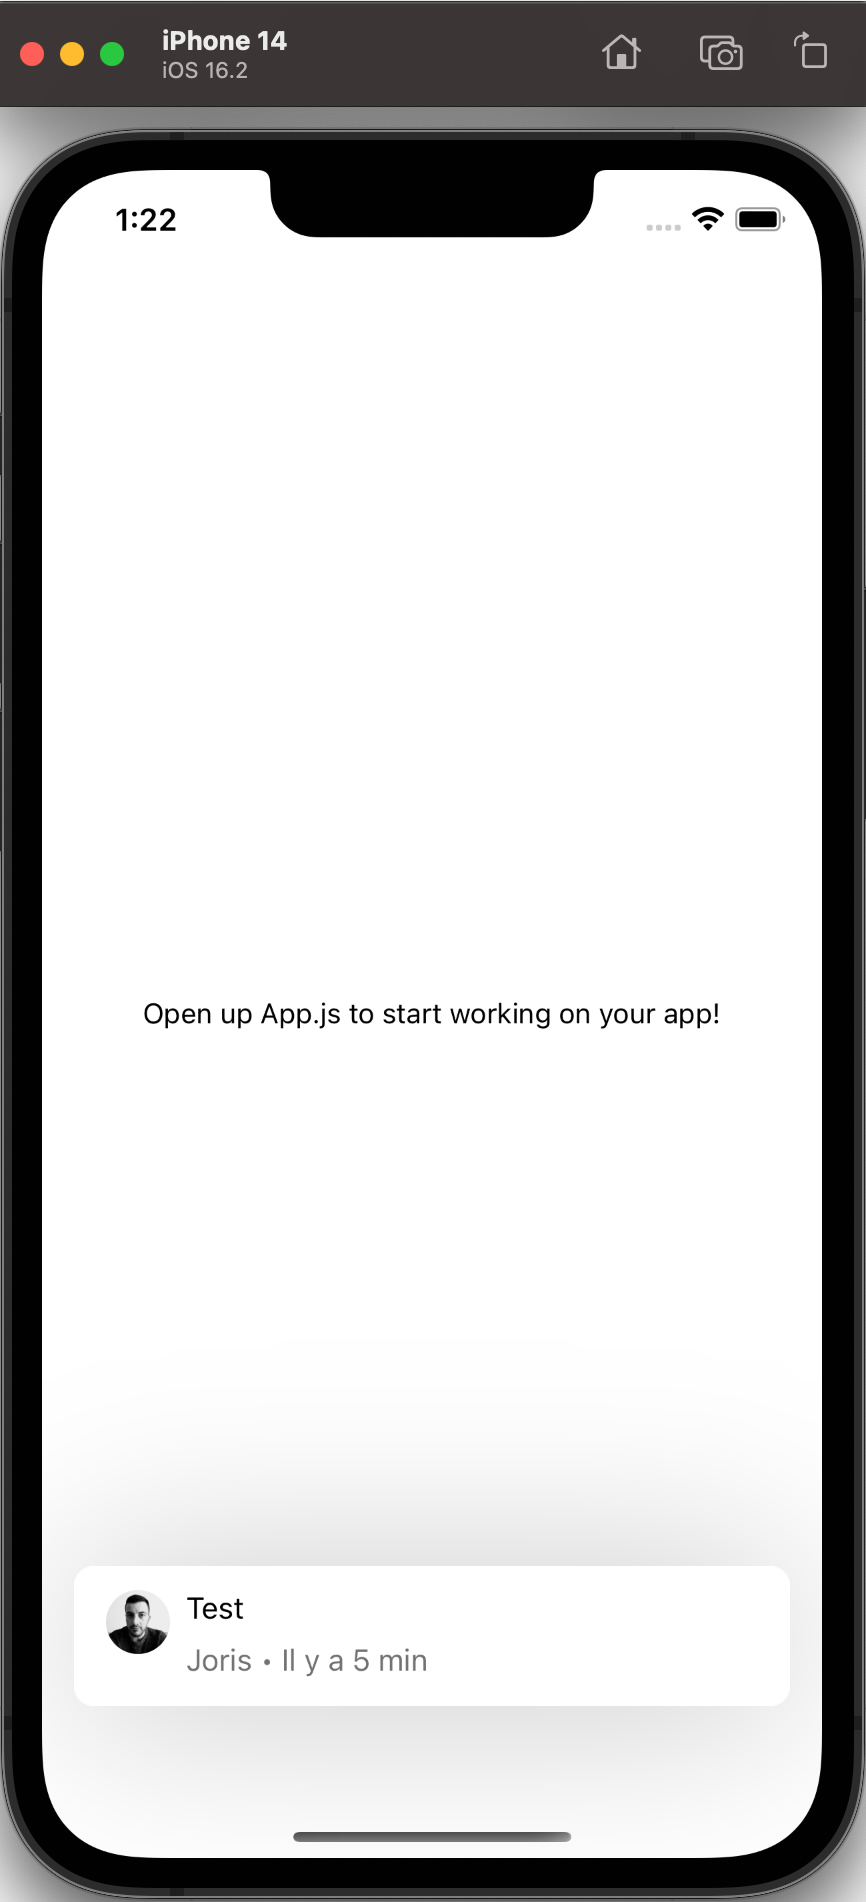 iPhone 14
iOS 16.2
1:22
Open up App.js to start working on your app!
Test
Joris • Il y a 5 min